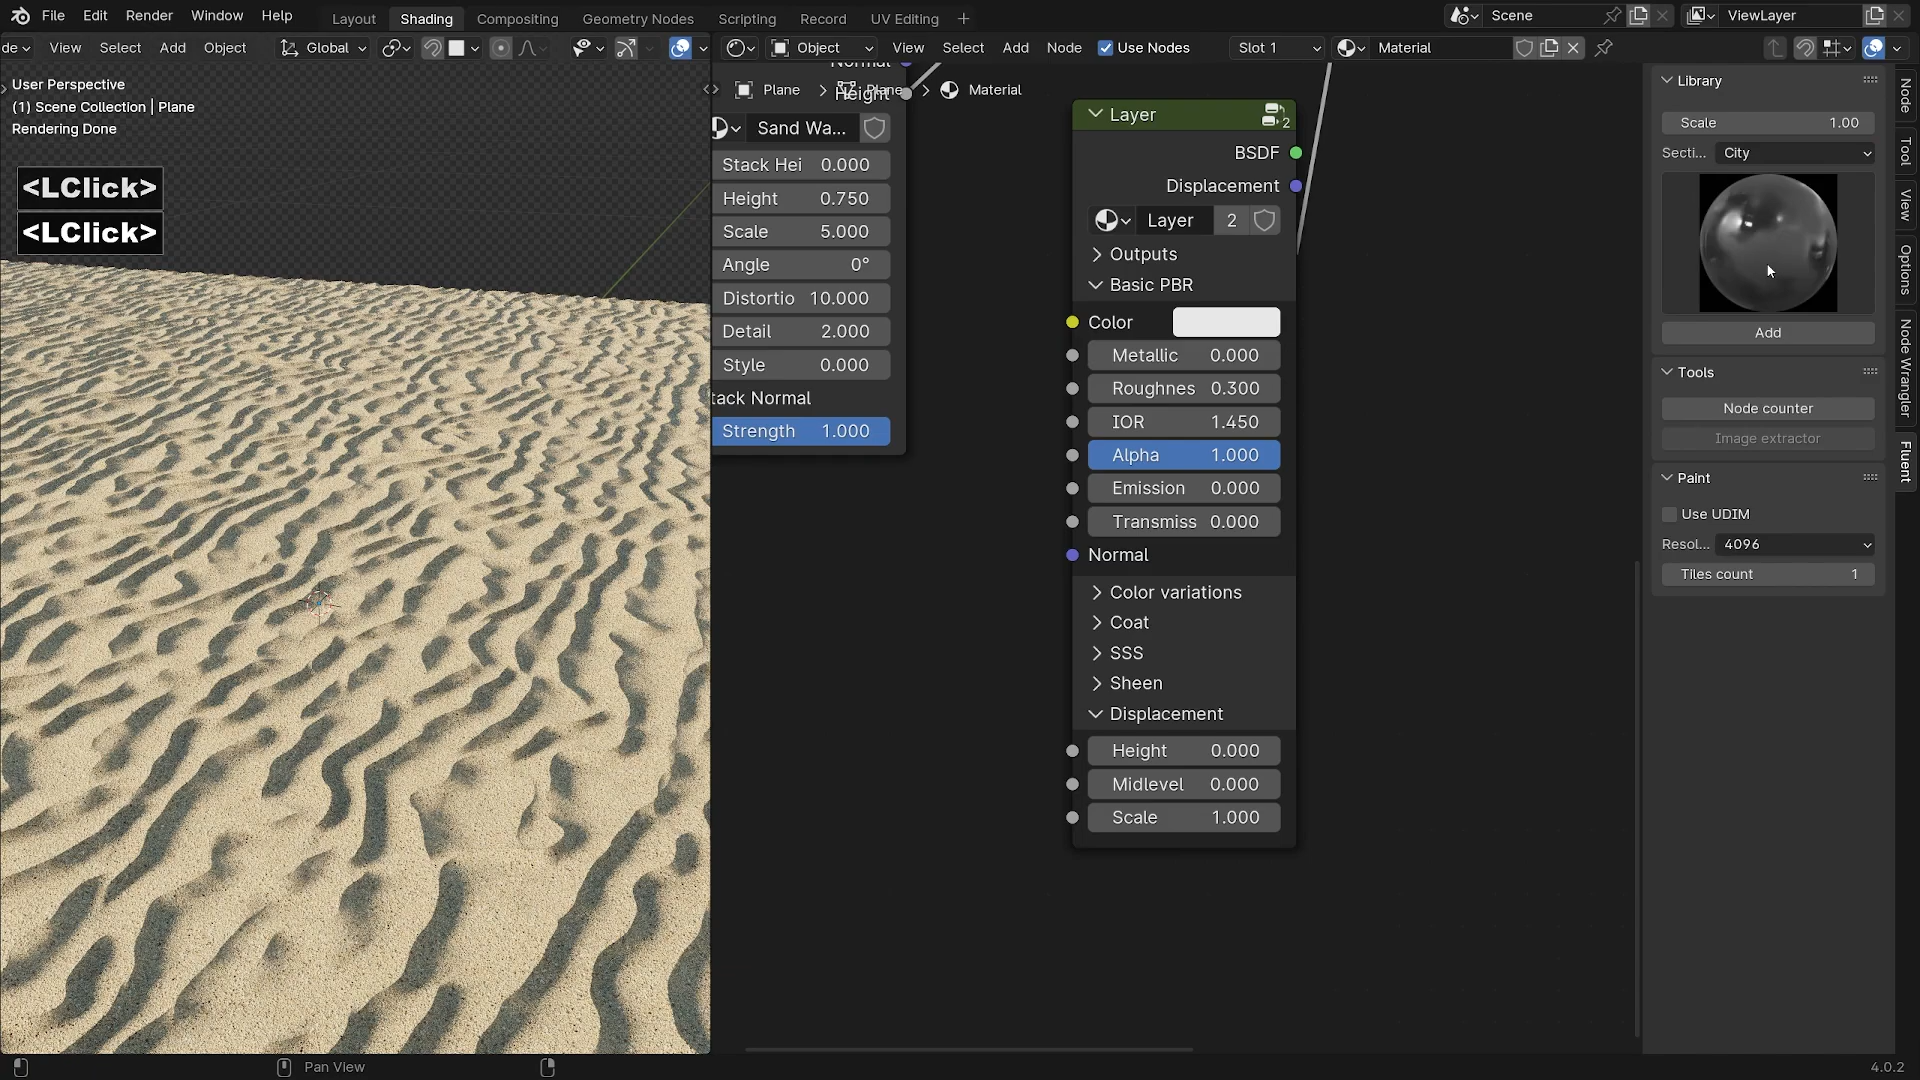 File Edit Render Window Help Layout Shading Compositing Geometry Nodes Scripting Record UV Editing Scene ViewLayer
de View Select Add Object Global Object View Select Add Node Use Nodes Slot 1 Material
User Perspective
(1) Scene Collection | Plane
Rendering Done
<LClick>
<LClick>
Normal
Height
Plane Plane Material
Sand Wa...
Stack Hei 0.000
Height 0.750
Scale 5.000
Angle 0°
Distortio 10.000
Detail 2.000
Style 0.000
tack Normal
Strength 1.000
Layer 2
BSDF
Displacement
Layer 2
Outputs
Basic PBR
Color
Metallic 0.000
Roughnes 0.300
IOR 1.450
Alpha 1.000
Emission 0.000
Transmiss 0.000
Normal
Color variations
Coat
SSS
Sheen
Displacement
Height 0.000
Midlevel 0.000
Scale 1.000
Library
Scale 1.00
Secti... City
Add
Tools
Node counter
Image extractor
Paint
Use UDIM
Resol... 4096
Tiles count 1
Node
Tool
View
Options
Node Wrangler
Fluent
Pan View
4.0.2